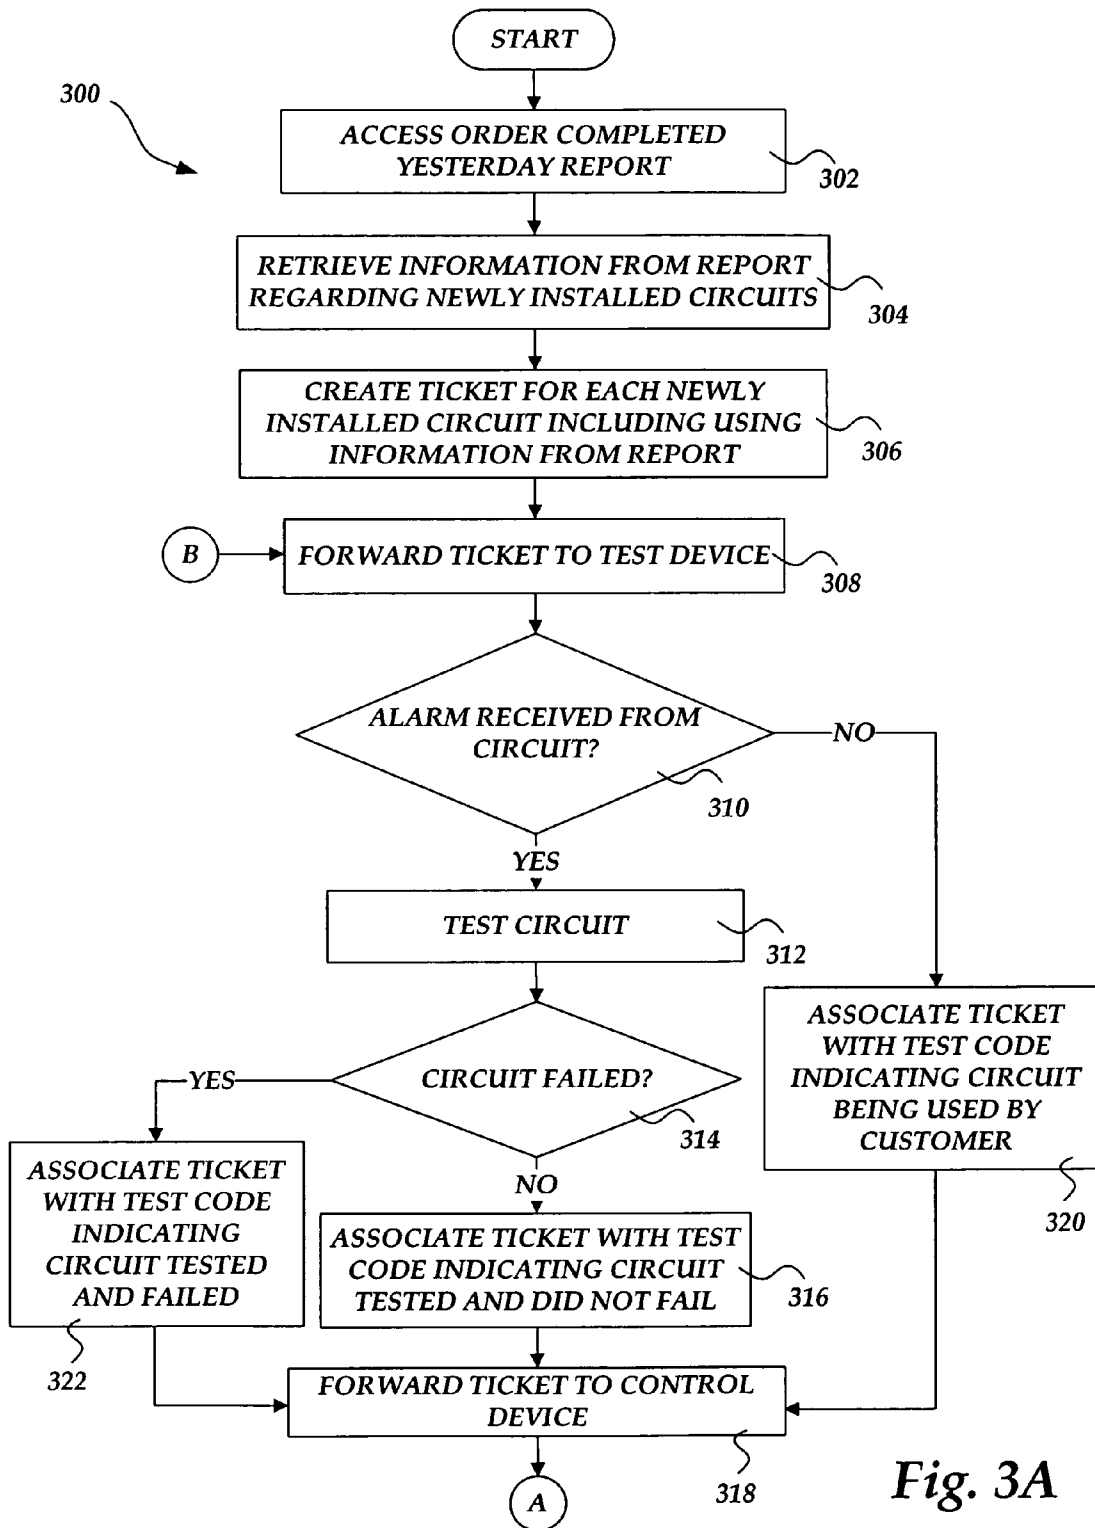 START
300
ACCESS ORDER COMPLETED
YESTERDAY REPORT
302
RETRIEVE INFORMATION FROM REPORT
REGARDING NEWLY INSTALLED CIRCUITS
304
CREATE TICKET FOR EACH NEWLY
INSTALLED CIRCUIT INCLUDING USING
INFORMATION FROM REPORT
306
B
FORWARD TICKET TO TEST DEVICE
308
ALARM RECEIVED FROM
CIRCUIT?
310
NO
YES
TEST CIRCUIT
312
CIRCUIT FAILED?
314
YES
NO
ASSOCIATE TICKET
WITH TEST CODE
INDICATING CIRCUIT
BEING USED BY
CUSTOMER
320
ASSOCIATE TICKET
WITH TEST CODE
INDICATING
CIRCUIT TESTED
AND FAILED
322
ASSOCIATE TICKET WITH TEST
CODE INDICATING CIRCUIT
TESTED AND DID NOT FAIL
316
FORWARD TICKET TO CONTROL
DEVICE
318
A
Fig. 3A